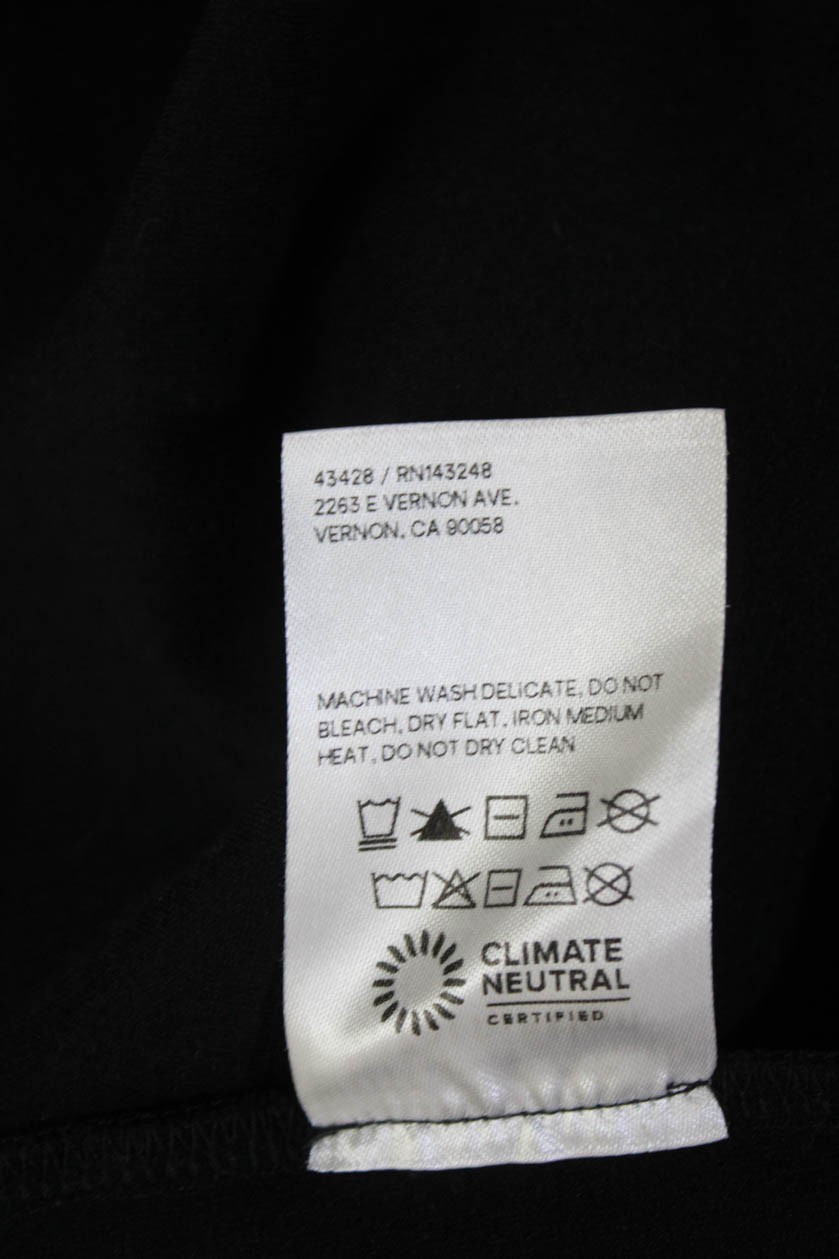 43428 / RN143248
2263 E VERNON AVE.
VERNON, CA 90058
MACHINE WASH DELICATE, DO NOT
BLEACH, DRY FLAT, IRON MEDIUM
HEAT, DO NOT DRY CLEAN
CLIMATE
NEUTRAL
CERTIFIED